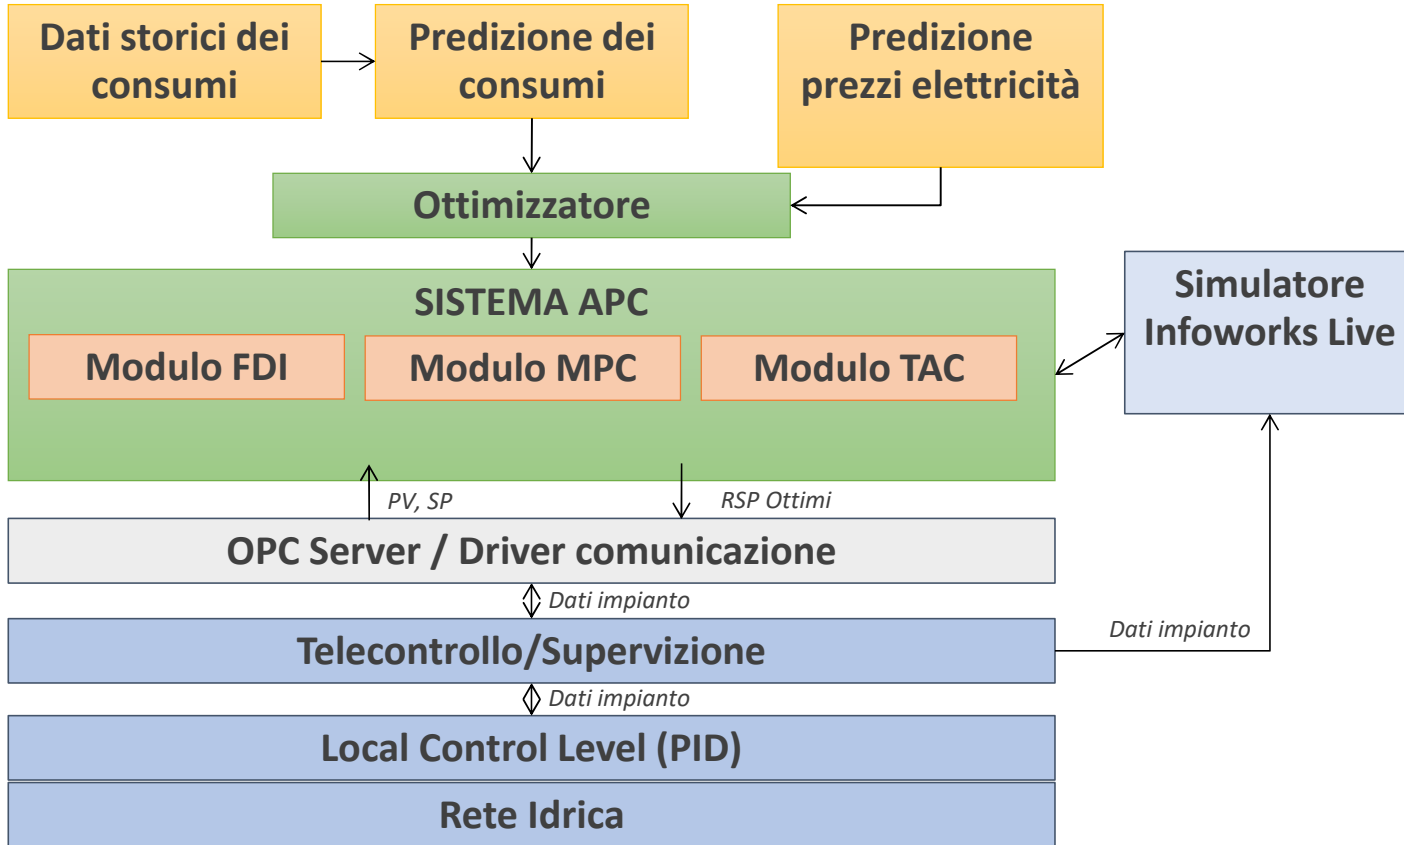 Dati storici dei
consumi
Predizione dei
consumi
Predizione
prezzi elettricità
Ottimizzatore
SISTEMA APC
Modulo FDI
Modulo MPC
Modulo TAC
Simulatore
Infoworks Live
PV, SP
RSP Ottimi
OPC Server / Driver comunicazione
Dati impianto
Telecontrollo/Supervizione
Dati impianto
Dati impianto
Local Control Level (PID)
Rete Idrica